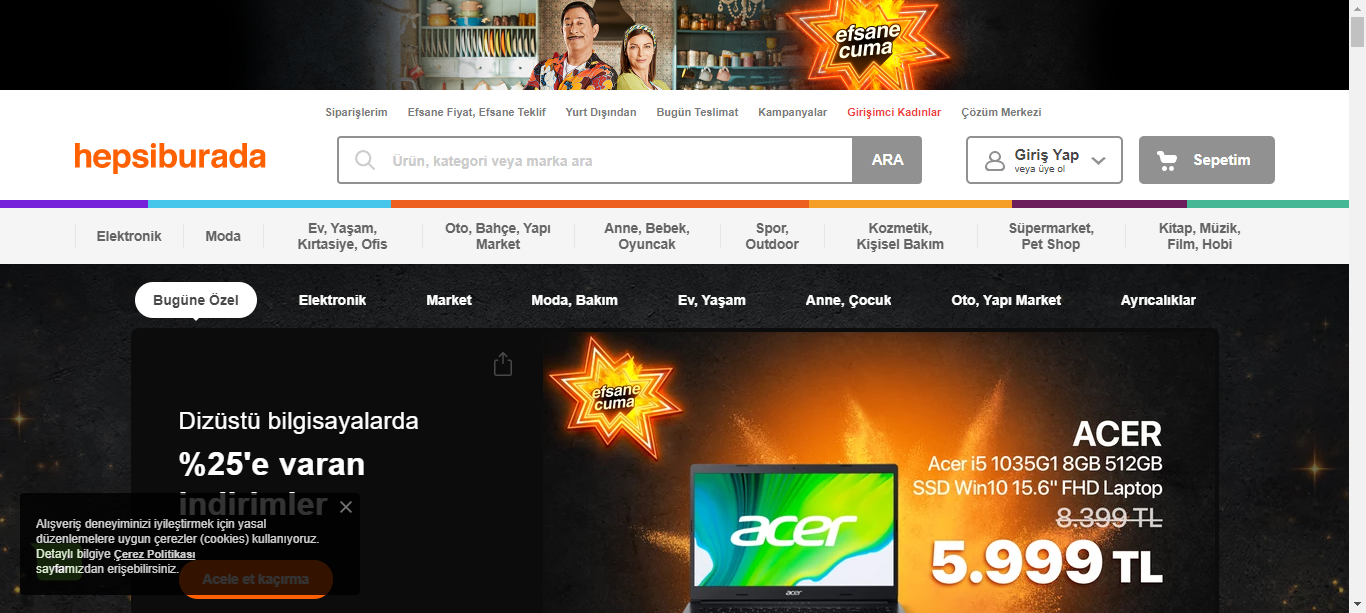 efsane
cuma
Siparişlerim
Efsane Fiyat, Efsane Teklif
Yurt Dışından
Bugün Teslimat
Kampanyalar
Girişimci Kadınlar
Çözüm Merkezi
hepsiburada
Ürün, kategori veya marka ara
ARA
Giriş Yap
veya üye ol
Sepetim
Elektronik
Moda
Ev, Yaşam,
Kırtasiye, Ofis
Oto, Bahçe, Yapı
Market
Anne, Bebek,
Oyuncak
Spor,
Outdoor
Kozmetik,
Kişisel Bakım
Süpermarket,
Pet Shop
Kitap, Müzik,
Film, Hobi
Bugüne Özel
Elektronik
Market
Moda, Bakım
Ev, Yaşam
Anne, Çocuk
Oto, Yapı Market
Ayrıcalıklar
Dizüstü bilgisayalarda
%25'e varan
indirimler
Acele et kaçırma
efsane
cuma
ACER
Acer i5 1035G1 8GB 512GB
SSD Win10 15.6" FHD Laptop
8.399 TL
5.999 TL
acer
acer
Alışveriş deneyiminizi iyileştirmek için yasal
düzenlemelere uygun çerezler (cookies) kullanıyoruz.
Detaylı bilgiye Çerez Politikası
sayfamızdan erişebilirsiniz.